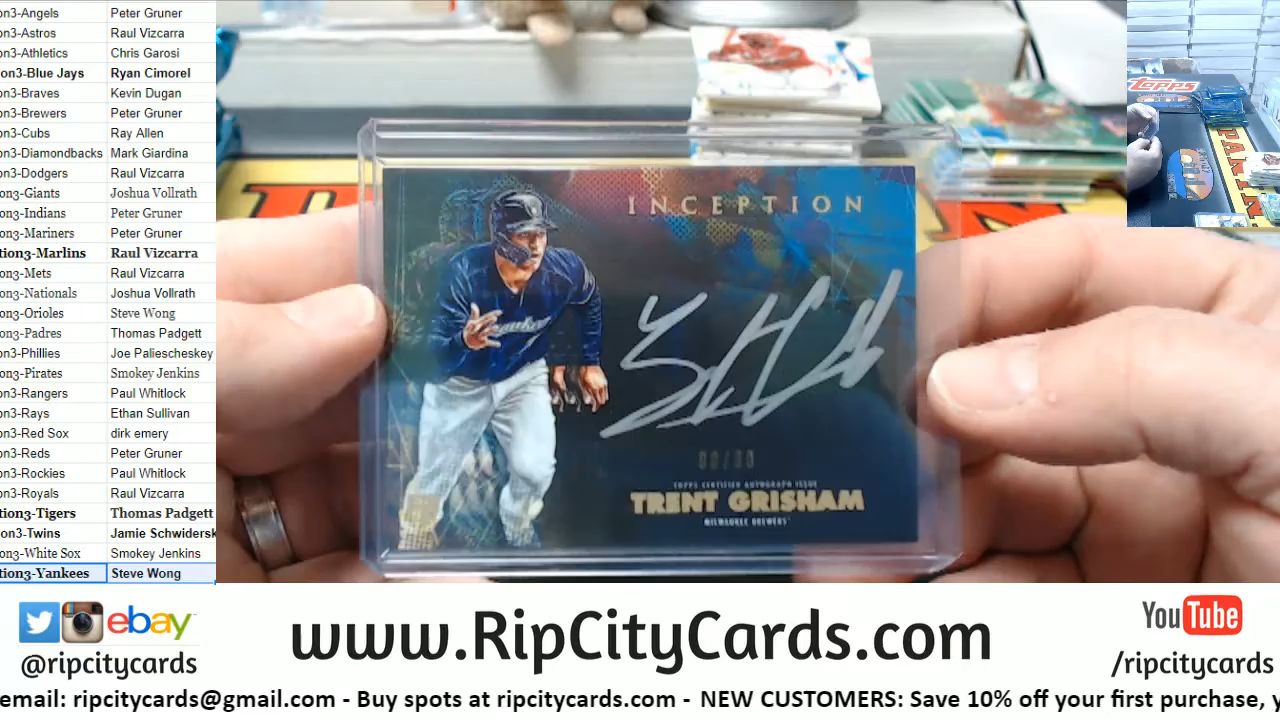 on3-Angels Peter Gruner
on3-Astros Raul Vizcarra
on3-Athletics Chris Garosi
on3-Blue Jays Ryan Cimorel
on3-Braves Kevin Dugan
on3-Brewers Peter Gruner
on3-Cubs Ray Allen
on3-Diamondbacks Mark Giardina
on3-Dodgers Raul Vizcarra
on3-Giants Joshua Vollrath
on3-Indians Peter Gruner
on3-Mariners Peter Gruner
tion3-Marlins Raul Vizcarra
on3-Mets Raul Vizcarra
on3-Nationals Joshua Vollrath
on3-Orioles Steve Wong
on3-Padres Thomas Padgett
on3-Phillies Joe Paliescheskey
on3-Pirates Smokey Jenkins
on3-Rangers Paul Whitlock
on3-Rays Ethan Sullivan
on3-Red Sox dirk emery
on3-Reds Peter Gruner
on3-Rockies Paul Whitlock
on3-Royals Raul Vizcarra
tion3-Tigers Thomas Padgett
on3-Twins Jamie Schwidersk
on3-White Sox Smokey Jenkins
tion3-Yankees Steve Wong
INCEPTION
TOPPS CERTIFIED AUTOGRAPH ISSUE
TRENT GRISHAM
MILWAUKEE BREWERS
Topps
PANINI
ebay
@ripcitycards
www.RipCityCards.com
YouTube
/ripcitycards
email: ripcitycards@gmail.com - Buy spots at ripcitycards.com - NEW CUSTOMERS: Save 10% off your first purchase, y